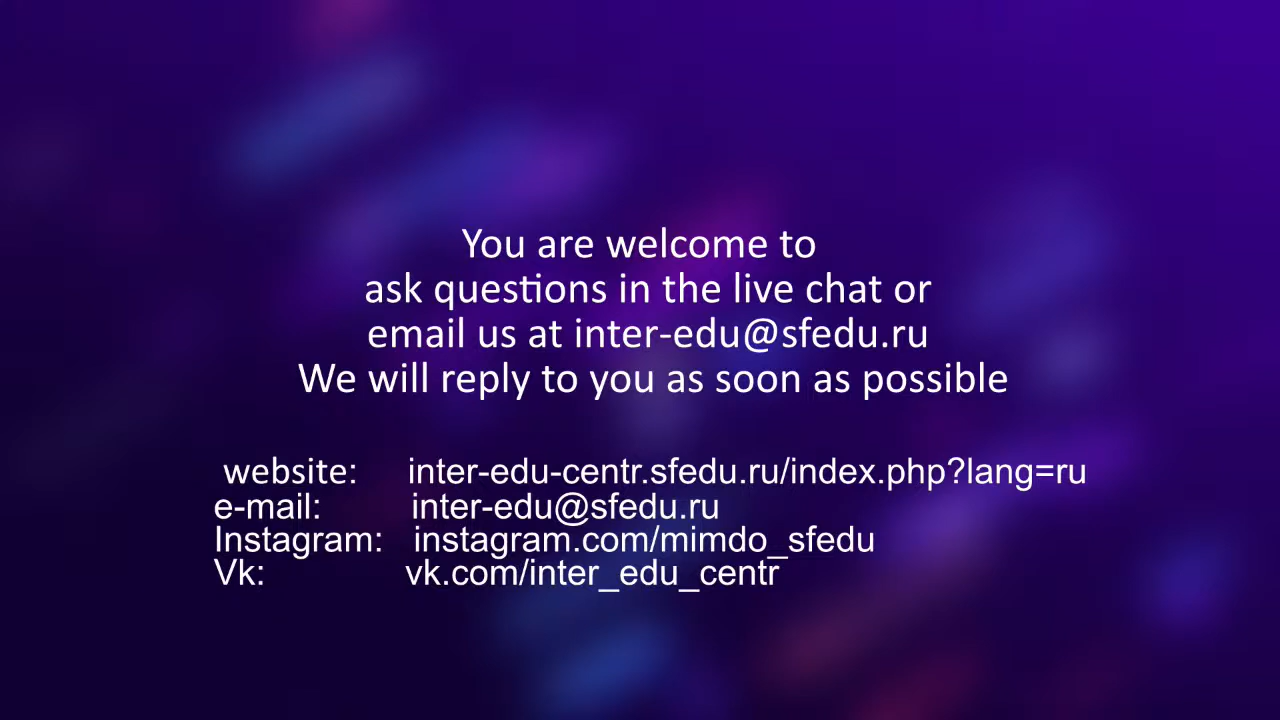 You are welcome to
ask questions in the live chat or
email us at inter-edu@sfedu.ru
We will reply to you as soon as possible
website: inter-edu-centr.sfedu.ru/index.php?lang=ru
e-mail: inter-edu@sfedu.ru
Instagram: instagram.com/mimdo_sfedu
Vk: vk.com/inter_edu_centr